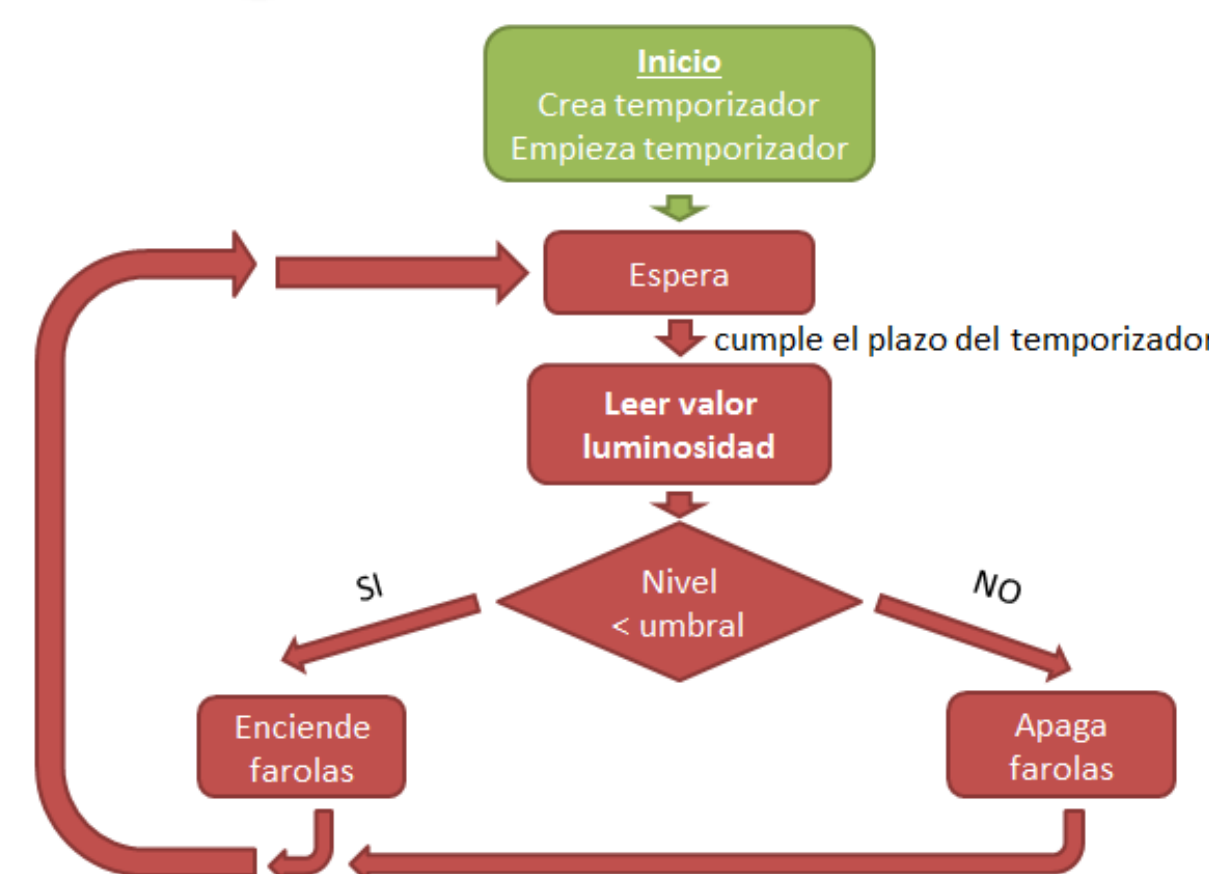 Inicio
Crea temporizador
Empieza temporizador
Espera
cumple el plazo del temporizador
Leer valor
luminosidad
Nivel
< umbral
SI
NO
Enciende
farolas
Apaga
farolas